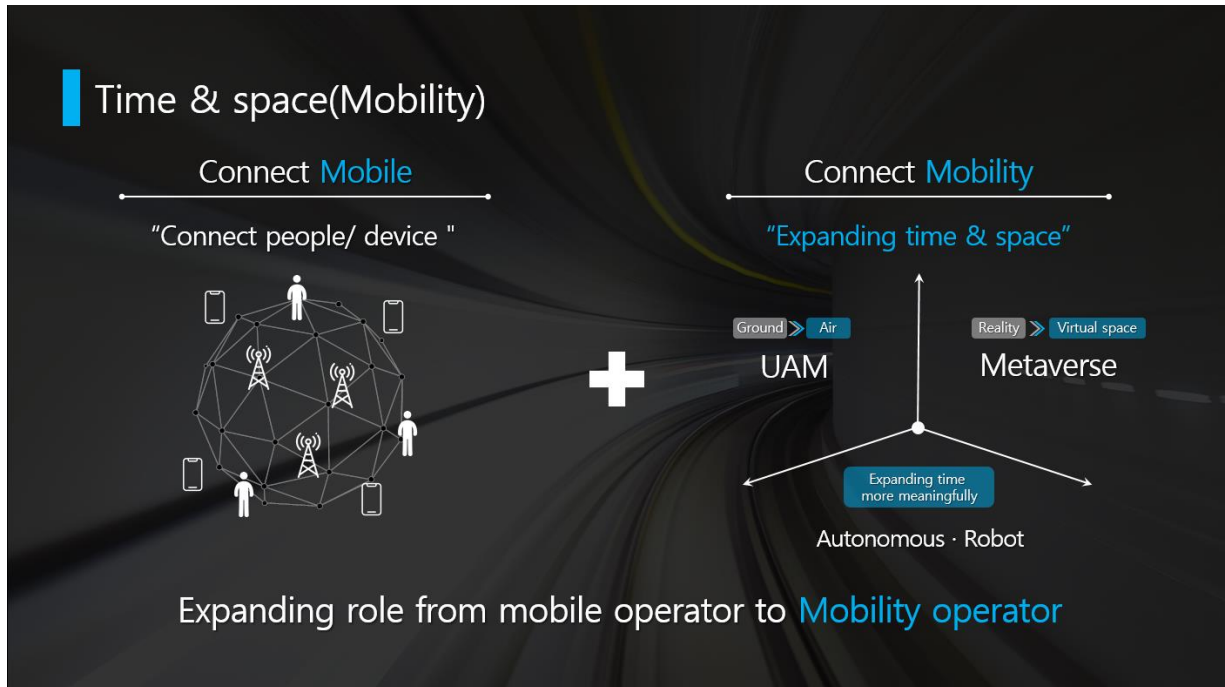 Time & space(Mobility)
Connect Mobile
“Connect people/ device "
Connect Mobility
“Expanding time & space”
Ground Air
UAM
Reality Virtual space
Metaverse
Expanding time
more meaningfully
Autonomous · Robot
Expanding role from mobile operator to Mobility operator